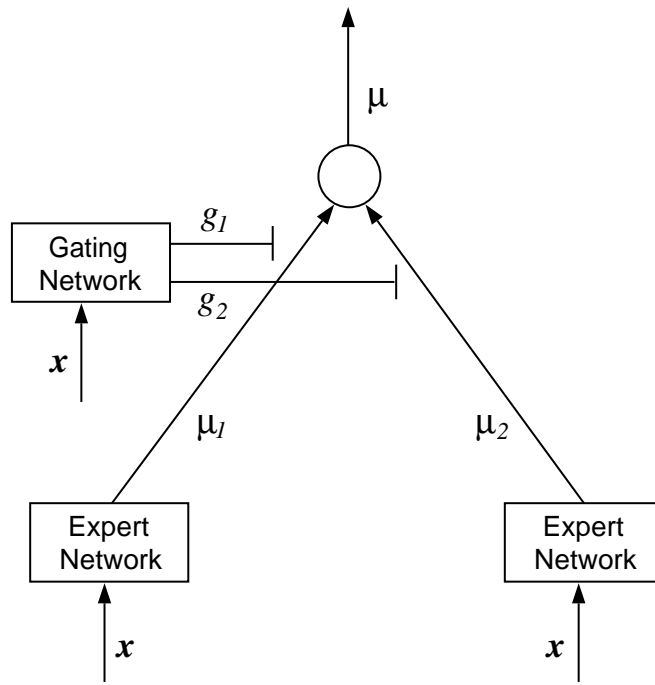 μ
g1
Gating
Network
g2
x
μ1
μ2
Expert
Network
Expert
Network
x
x